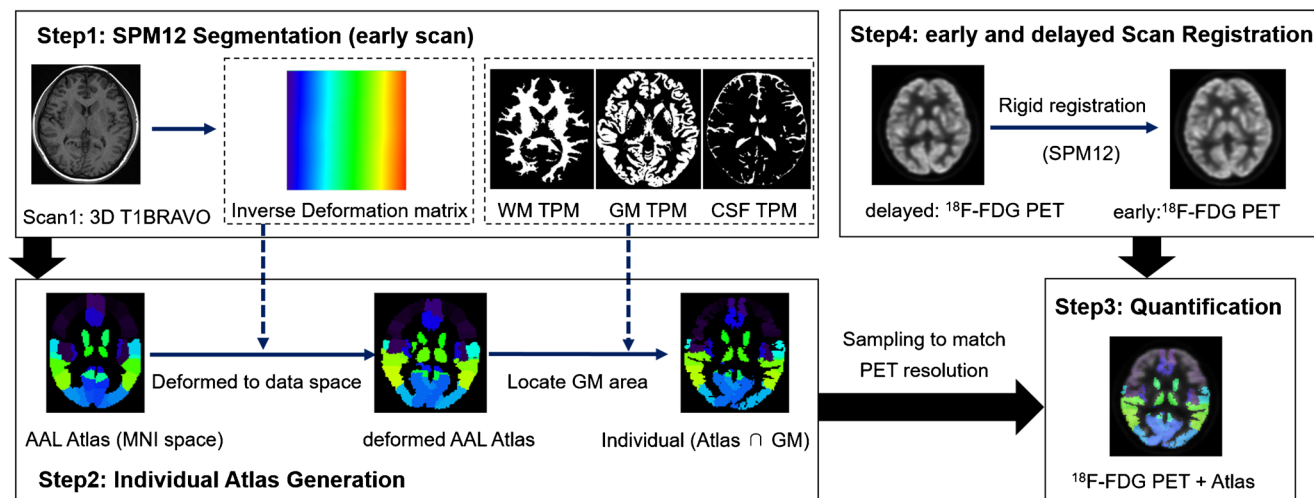 Step1: SPM12 Segmentation (early scan)
Scan1: 3D T1BRAVO
Inverse Deformation matrix
WM TPM
GM TPM
CSF TPM
Step4: early and delayed Scan Registration
Rigid registration
(SPM12)
delayed: ¹⁸F-FDG PET
early:¹⁸F-FDG PET
Deformed to data space
Locate GM area
AAL Atlas (MNI space)
deformed AAL Atlas
Individual (Atlas ∩ GM)
Step2: Individual Atlas Generation
Sampling to match
PET resolution
Step3: Quantification
¹⁸F-FDG PET + Atlas